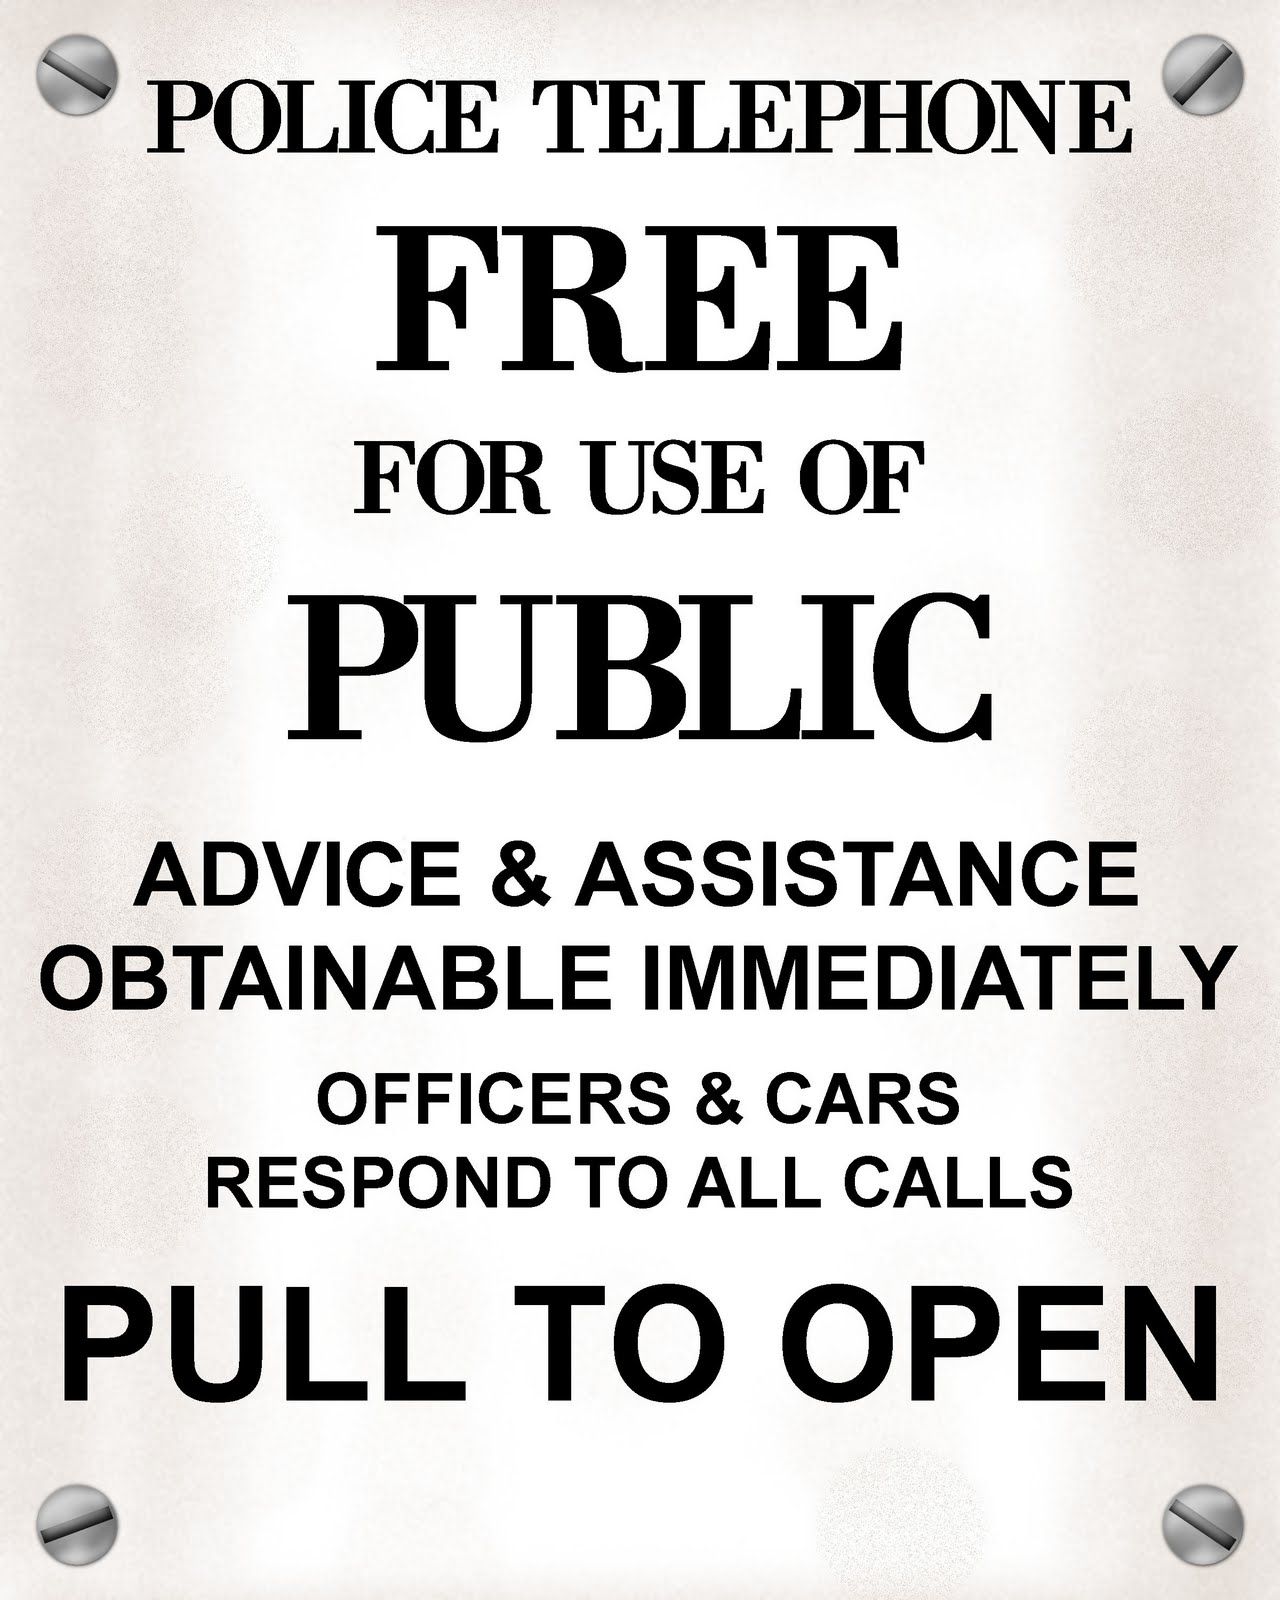 POLICE TELEPHONE
FREE
FOR USE OF
PUBLIC
ADVICE & ASSISTANCE
OBTAINABLE IMMEDIATELY
OFFICERS & CARS
RESPOND TO ALL CALLS
PULL TO OPEN